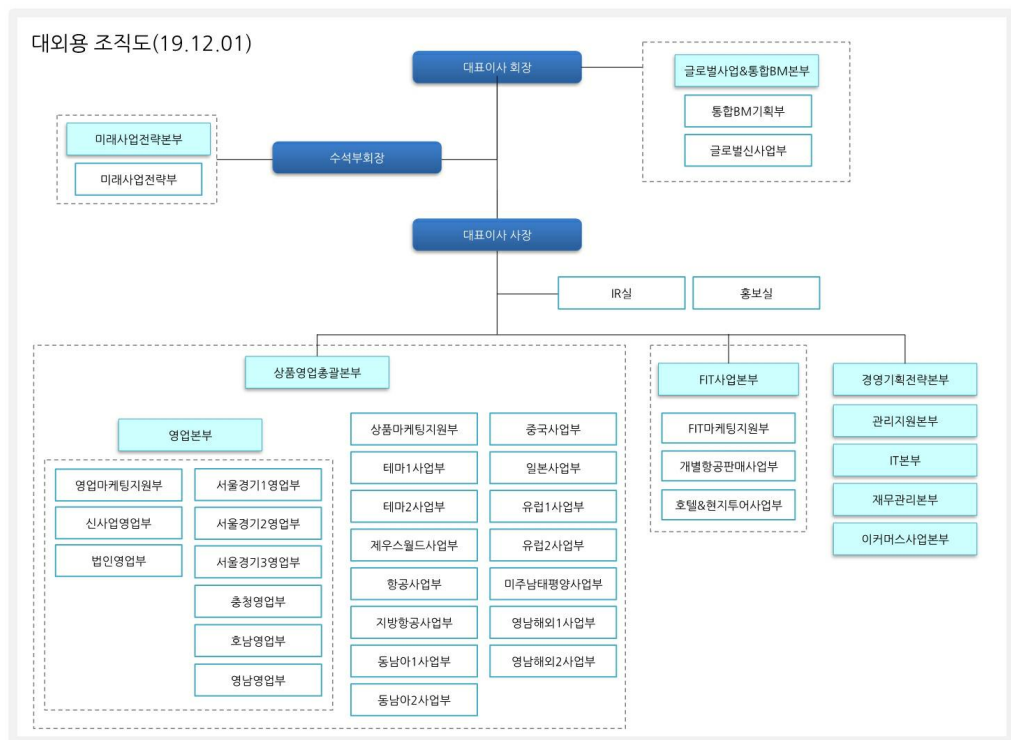 대외용 조직도(19.12.01)
대표이사 회장
글로벌사업&통합BM본부
통합BM기획부
글로벌신사업부
미래사업전략본부
미래사업전략부
수석부회장
대표이사 사장
IR실
홍보실
상품영업총괄본부
영업본부
영업마케팅지원부
신사업영업부
법인영업부
서울경기1영업부
서울경기2영업부
서울경기3영업부
충청영업부
호남영업부
영남영업부
상품마케팅지원부
테마1사업부
테마2사업부
제우스월드사업부
항공사업부
지방항공사업부
동남아1사업부
동남아2사업부
중국사업부
일본사업부
유럽1사업부
유럽2사업부
미주남태평양사업부
영남해외1사업부
영남해외2사업부
FIT사업본부
FIT마케팅지원부
개별항공판매사업부
호텔&현지투어사업부
경영기획전략본부
관리지원본부
IT본부
재무관리본부
이커머스사업본부